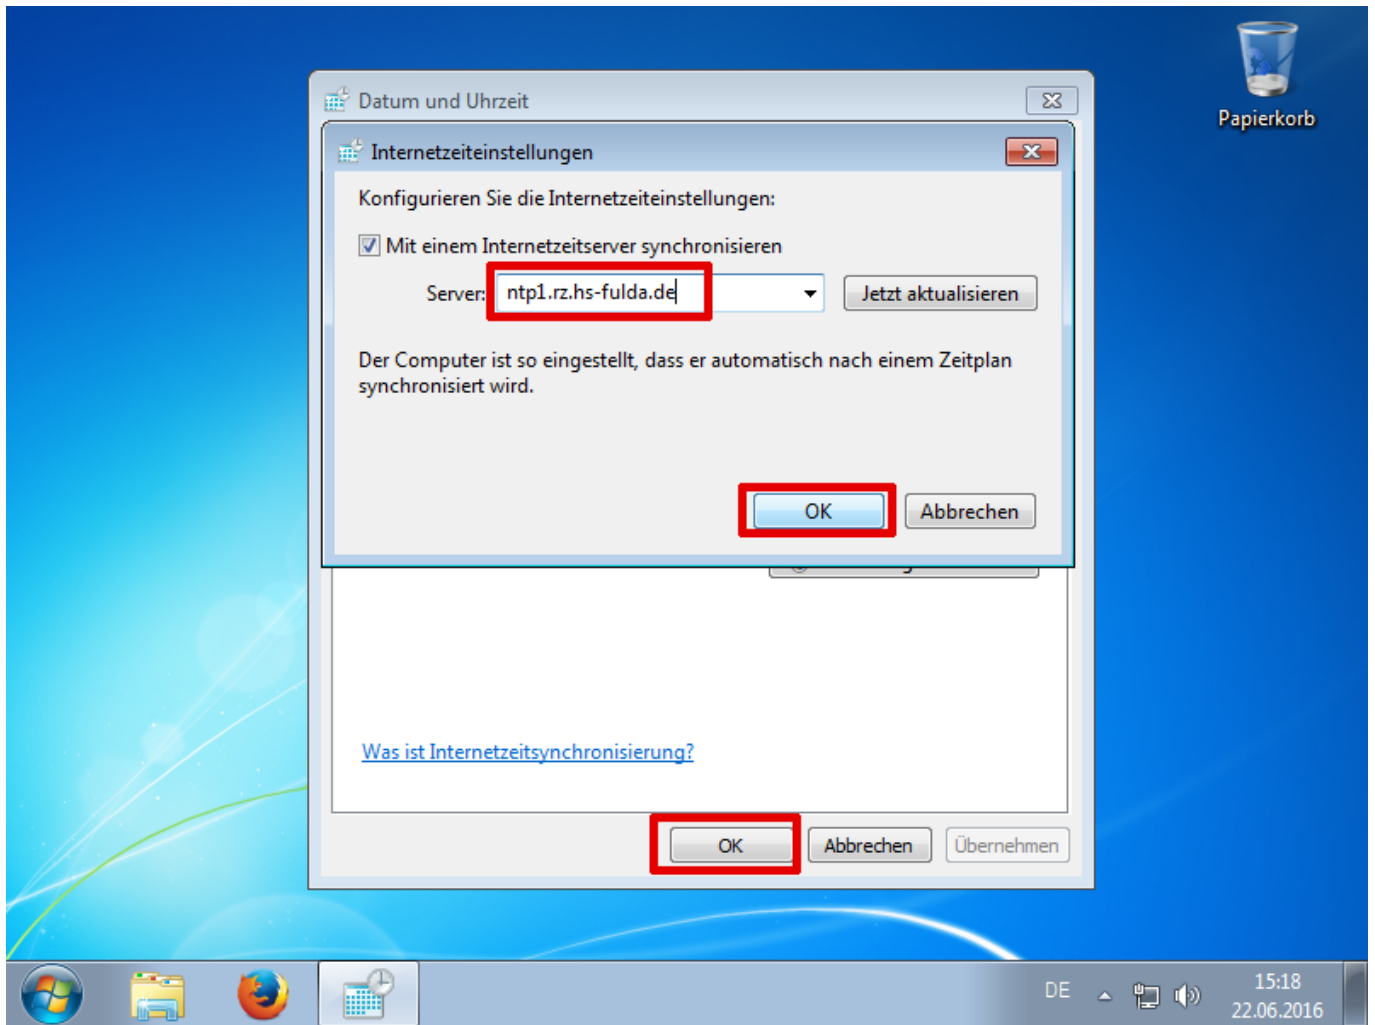 Papierkorb
Datum und Uhrzeit
Internetzeiteinstellungen
Konfigurieren Sie die Internetzeiteinstellungen:
Mit einem Internetzeitserver synchronisieren
Server: ntp1.rz.hs-fulda.de Jetzt aktualisieren
Der Computer ist so eingestellt, dass er automatisch nach einem Zeitplan
synchronisiert wird.
OK Abbrechen
Was ist Internetzeitsynchronisierung?
OK Abbrechen Übernehmen
DE 15:18
22.06.2016